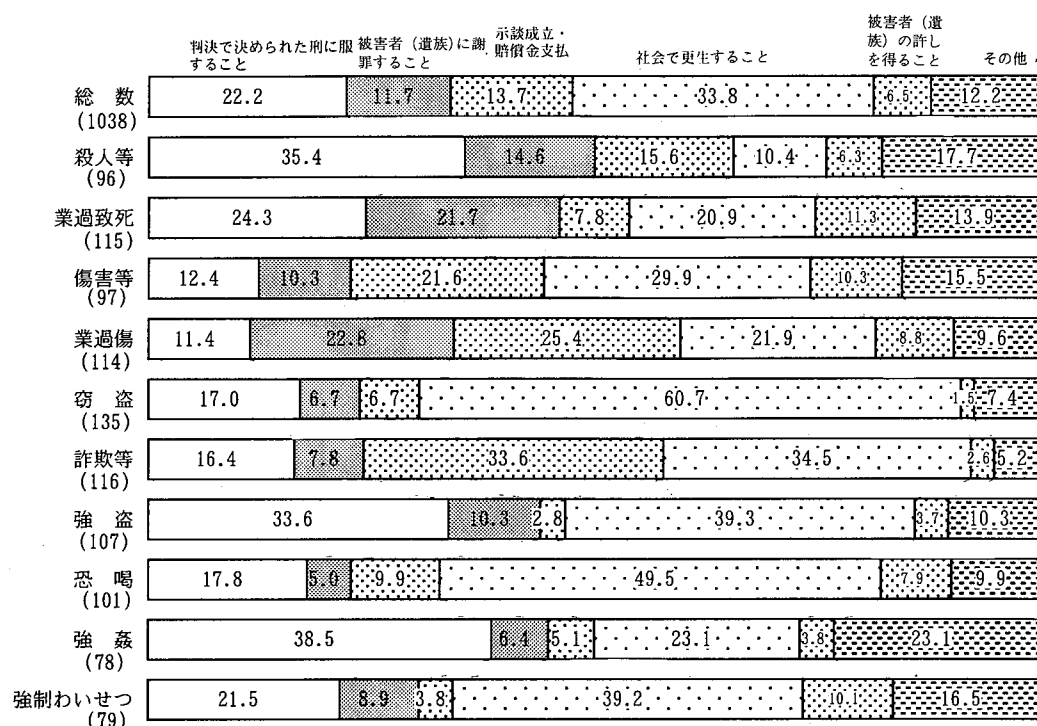 判決で決められた刑に服
すること
被害者（遺族）に謝
罪すること
示談成立・
賠償金支払
社会で更生すること
被害者（遺
族）の許し
を得ること
その他
総数 22.2 11.7 13.7 33.8 6.5 12.2
(1038)
殺人等 35.4 14.6 15.6 10.4 6.3 17.7
(96)
業過致死 24.3 21.7 7.8 20.9 11.3 13.9
(115)
傷害等 12.4 10.3 21.6 29.9 10.3 15.5
(97)
業過傷 11.4 22.8 25.4 21.9 8.8 9.6
(114)
窃盗 17.0 6.7 6.7 60.7 1.5 7.4
(135)
詐欺等 16.4 7.8 33.6 34.5 2.6 5.2
(116)
強盗 33.6 10.3 2.8 39.3 3.7 10.3
(107)
恐喝 17.8 5.0 9.9 49.5 7.9 9.9
(101)
強姦 38.5 6.4 5.1 23.1 3.8 23.1
(78)
強制わいせつ 21.5 8.9 3.8 39.2 10.1 16.5
(79)